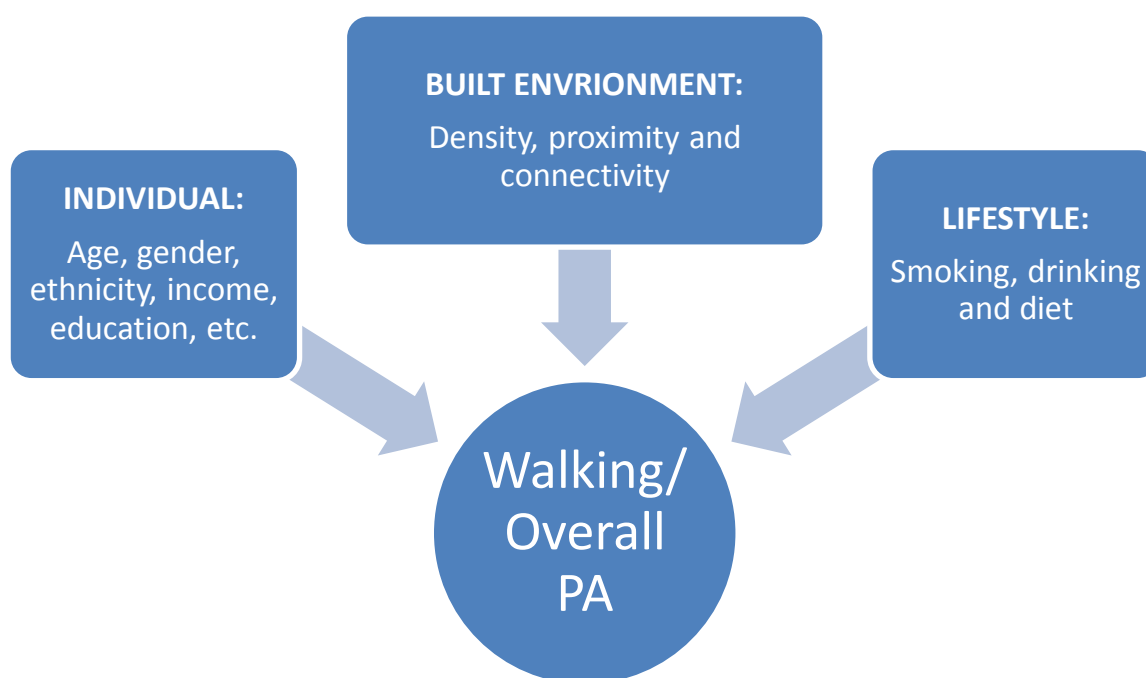 BUILT ENVRIONMENT:
Density, proximity and
connectivity
INDIVIDUAL:
Age, gender,
ethnicity, income,
education, etc.
LIFESTYLE:
Smoking, drinking
and diet
Walking/
Overall
PA